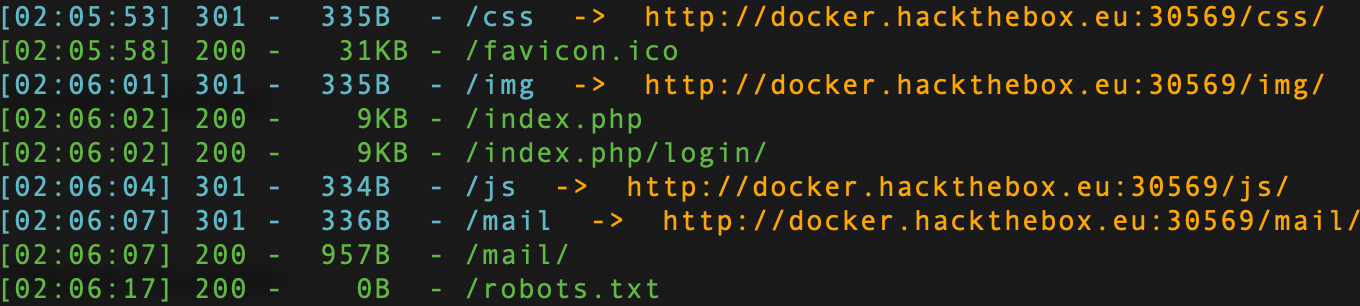 [02:05:53] 301 - 335B - /css -> http://docker.hackthebox.eu:30569/css/
[02:05:58] 200 - 31KB - /favicon.ico
[02:06:01] 301 - 335B - /img -> http://docker.hackthebox.eu:30569/img/
[02:06:02] 200 - 9KB - /index.php
[02:06:02] 200 - 9KB - /index.php/login/
[02:06:04] 301 - 334B - /js -> http://docker.hackthebox.eu:30569/js/
[02:06:07] 301 - 336B - /mail -> http://docker.hackthebox.eu:30569/mail/
[02:06:07] 200 - 957B - /mail/
[02:06:17] 200 - 0B - /robots.txt